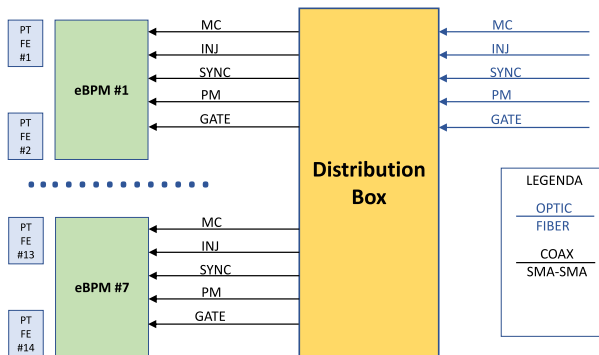 PT
FE
#1
PT
FE
#2
eBPM #1
MC
INJ
SYNC
PM
GATE
Distribution
Box
MC
INJ
SYNC
PM
GATE
PT
FE
#13
PT
FE
#14
eBPM #7
MC
INJ
SYNC
PM
GATE
LEGENDA
OPTIC
FIBER
COAX
SMA-SMA